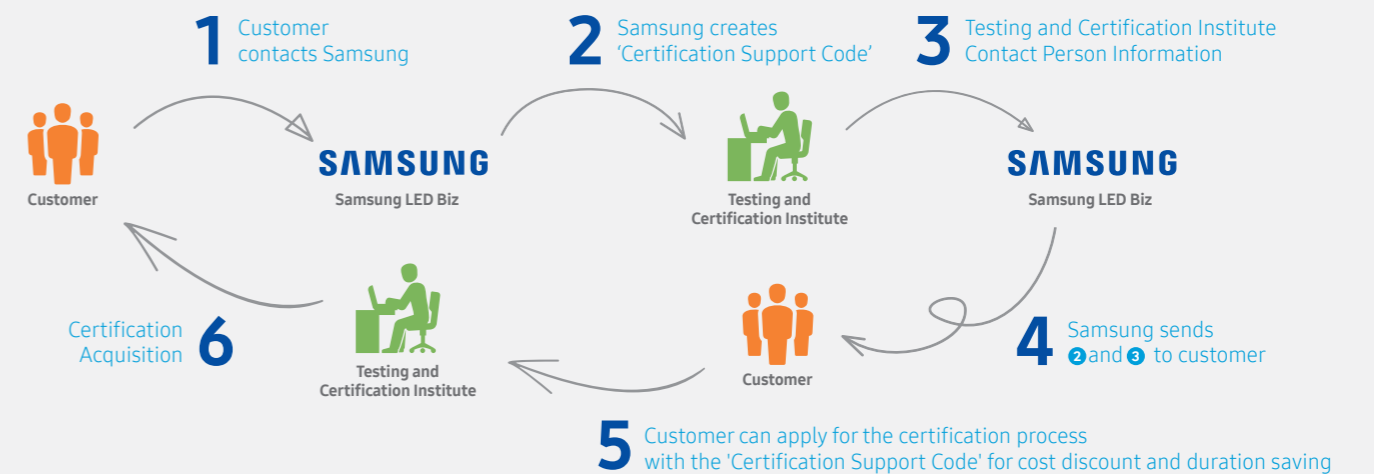 1 Customer
contacts Samsung
2 Samsung creates
‘Certification Support Code’
3 Testing and Certification Institute
Contact Person Information
Customer
SAMSUNG
Samsung LED Biz
Testing and
Certification Institute
SAMSUNG
Samsung LED Biz
4 Samsung sends
2 and 3 to customer
Customer
5 Customer can apply for the certification process
with the 'Certification Support Code' for cost discount and duration saving
Testing and
Certification Institute
6 Certification
Acquisition